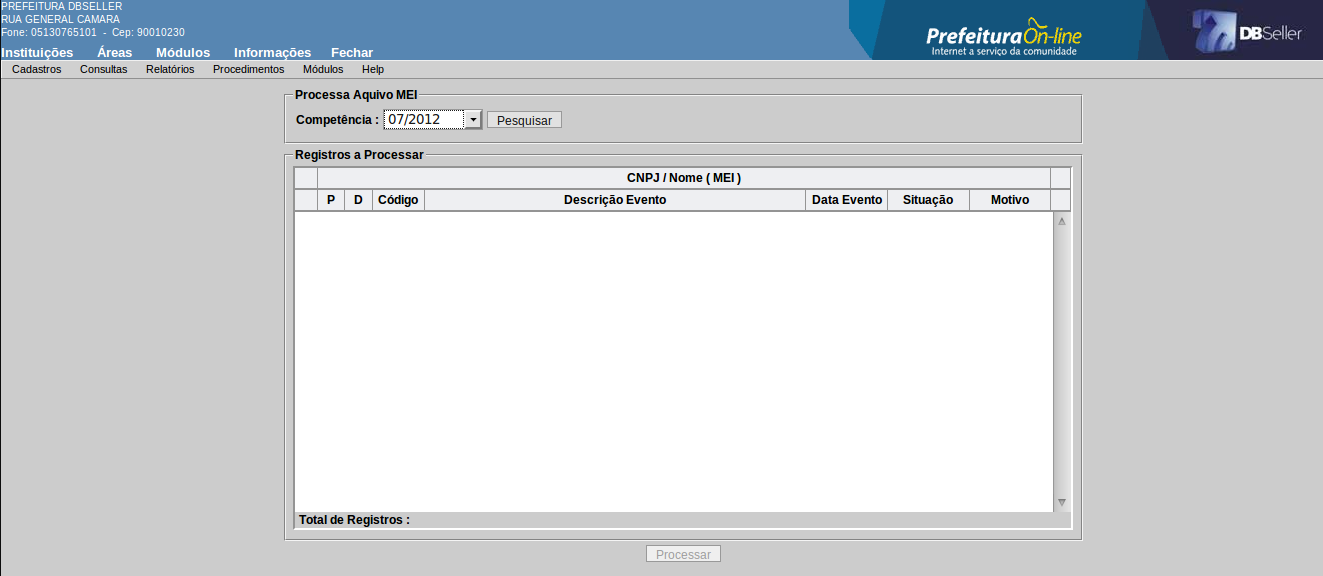 PREFEITURA DBSELLER
RUA GENERAL CAMARA
Fone: 05130765101 - Cep: 90010230
Prefeitura On-line
Internet a serviço da comunidade
DBSeller
Instituições Áreas Módulos Informações Fechar
Cadastros Consultas Relatórios Procedimentos Módulos Help
Processa Aquivo MEI
Competência : 07/2012 Pesquisar
Registros a Processar
CNPJ / Nome ( MEI )
P D Código Descrição Evento Data Evento Situação Motivo
Total de Registros :
Processar